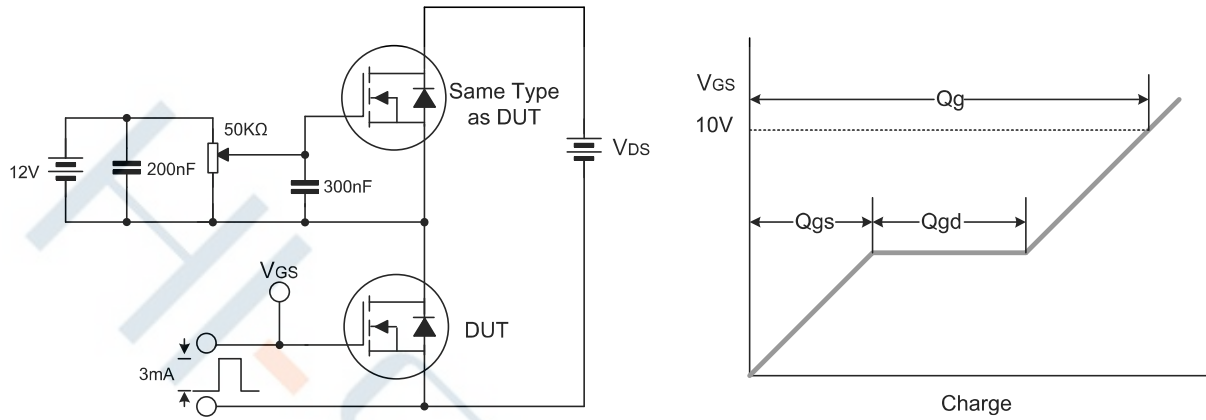 12V
200nF
50KΩ
300nF
Same Type
as DUT
VDS
VGS
DUT
3mA
VGS
10V
Qg
Qgs
Qgd
Charge